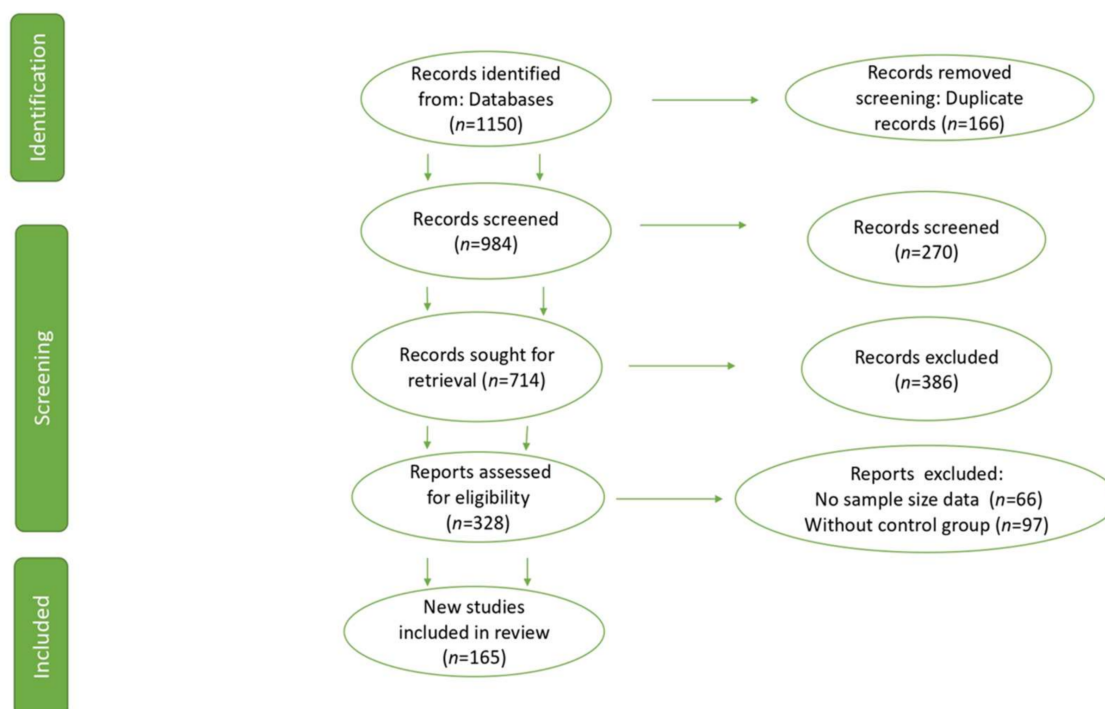 Identification
Records identified
from: Databases
(n=1150)
Records removed
screening: Duplicate
records (n=166)
Screening
Records screened
(n=984)
Records screened
(n=270)
Records sought for
retrieval (n=714)
Records excluded
(n=386)
Reports assessed
for eligibility
(n=328)
Reports excluded:
No sample size data (n=66)
Without control group (n=97)
Included
New studies
included in review
(n=165)